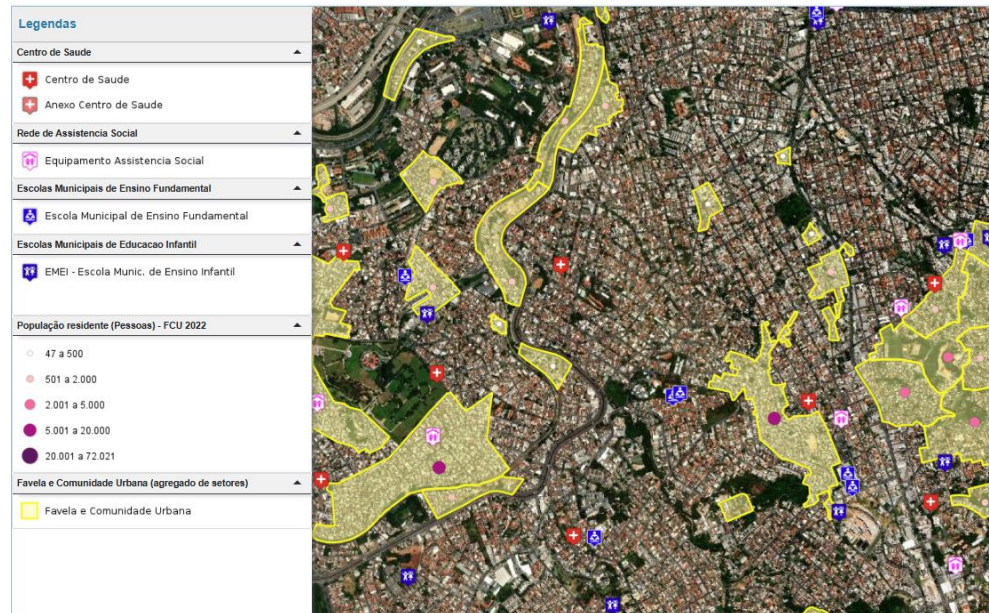 Legendas
Centro de Saude
Centro de Saude
Anexo Centro de Saude
Rede de Assistencia Social
Equipamento Assistencia Social
Escolas Municipais de Ensino Fundamental
Escola Municipal de Ensino Fundamental
Escolas Municipais de Educacao Infantil
EMEI - Escola Munic. de Ensino Infantil
População residente (Pessoas) - FCU 2022
47 a 500
501 a 2.000
2.001 a 5.000
5.001 a 20.000
20.001 a 72.021
Favela e Comunidade Urbana (agregado de setores)
Favela e Comunidade Urbana